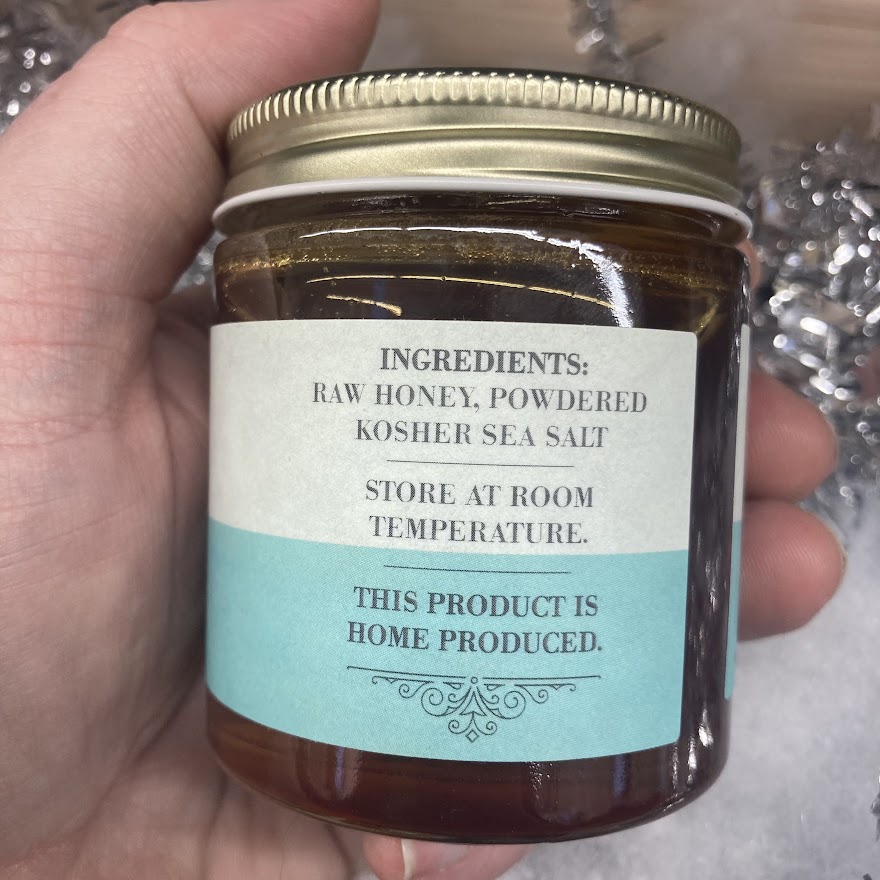 INGREDIENTS:
RAW HONEY, POWDERED
KOSHER SEA SALT
STORE AT ROOM
TEMPERATURE.
THIS PRODUCT IS
HOME PRODUCED.